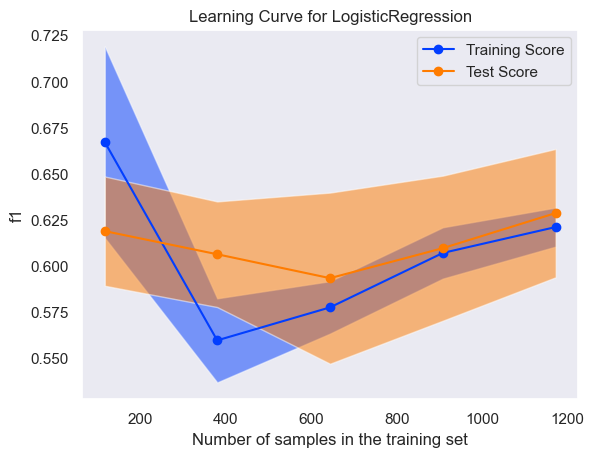 Learning Curve for LogisticRegression
Training Score
Test Score
0.725
0.700
0.675
0.650
0.625
0.600
0.575
0.550
f1
200 400 600 800 1000 1200
Number of samples in the training set